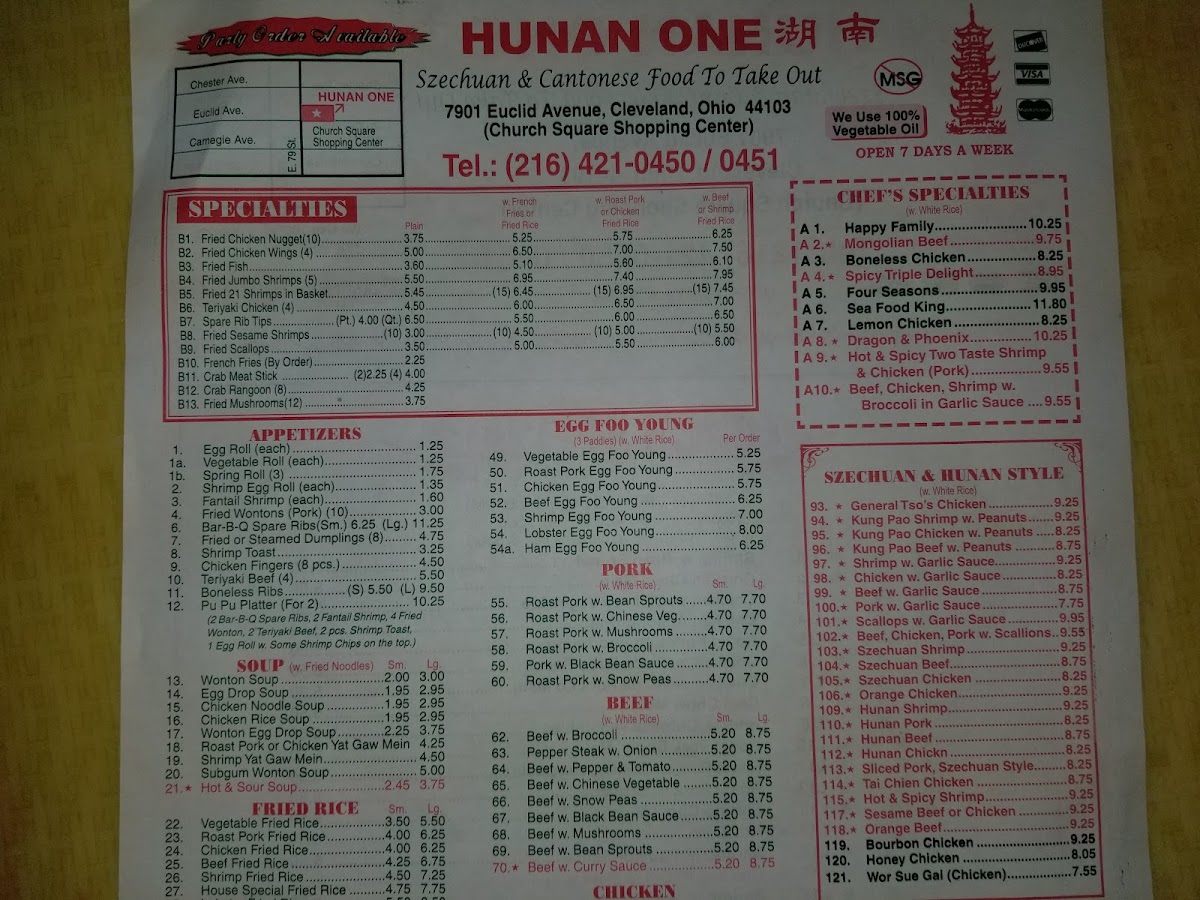 Party Order Available
Chester Ave.
Euclid Ave.
Carnegie Ave.
E. 79 St.
HUNAN ONE
Church Square
Shopping Center
HUNAN ONE 湖南
Szechuan & Cantonese Food To Take Out
7901 Euclid Avenue, Cleveland, Ohio 44103
(Church Square Shopping Center)
Tel.: (216) 421-0450 / 0451
MSG
We Use 100%
Vegetable Oil
OPEN 7 DAYS A WEEK
DISCOVER
VISA
SPECIALTIES
Plain
w. French
Fries or
Fried Rice
w. Roast Pork
or Chicken
Fried Rice
w. Beef
or Shrimp
Fried Rice
B1. Fried Chicken Nugget(10) 3.75 5.25 5.75 6.25
B2. Fried Chicken Wings (4) 5.00 6.50 7.00 7.50
B3. Fried Fish 3.60 5.10 5.60 6.10
B4. Fried Jumbo Shrimps (5) 5.50 6.95 7.40 7.95
B5. Fried 21 Shrimps in Basket 5.45 (15) 6.45 (15) 6.95 (15) 7.45
B6. Teriyaki Chicken (4) 4.50 6.00 6.50 7.00
B7. Spare Rib Tips (Pt.) 4.00 (Qt.) 6.50 5.50 6.00 6.50
B8. Fried Sesame Shrimps (10) 3.00 (10) 4.50 (10) 5.00 (10) 5.50
B9. Fried Scallops 3.50 5.00 5.50 6.00
B10. French Fries (By Order) 2.25
B11. Crab Meat Stick (2)2.25 (4) 4.00
B12. Crab Rangoon (8) 4.25
B13. Fried Mushrooms(12) 3.75
CHEF'S SPECIALTIES
(w. White Rice)
A 1. Happy Family 10.25
A 2.* Mongolian Beef 9.75
A 3. Boneless Chicken 8.25
A 4.* Spicy Triple Delight 8.95
A 5. Four Seasons 9.95
A 6. Sea Food King 11.80
A 7. Lemon Chicken 8.25
A 8.* Dragon & Phoenix 10.25
A 9.* Hot & Spicy Two Taste Shrimp
& Chicken (Pork) 9.55
A10.* Beef, Chicken, Shrimp w.
Broccoli in Garlic Sauce 9.55
APPETIZERS
1. Egg Roll (each) 1.25
1a. Vegetable Roll (each) 1.25
1b. Spring Roll (3) 1.75
2. Shrimp Egg Roll (each) 1.35
3. Fantail Shrimp (each) 1.60
4. Fried Wontons (Pork) (10) 3.00
6. Bar-B-Q Spare Ribs(Sm.) 6.25 (Lg.) 11.25
7. Fried or Steamed Dumplings (8) 4.75
8. Shrimp Toast 3.25
9. Chicken Fingers (8 pcs.) 4.50
10. Teriyaki Beef (4) 5.50
11. Boneless Ribs (S) 5.50 (L) 9.50
12. Pu Pu Platter (For 2) 10.25
(2 Bar-B-Q Spare Ribs, 2 Fantail Shrimp, 4 Fried
Wonton, 2 Teriyaki Beef, 2 pcs. Shrimp Toast,
1 Egg Roll w. Some Shrimp Chips on the top.)
SOUP (w. Fried Noodles) Sm. Lg.
13. Wonton Soup 2.00 3.00
14. Egg Drop Soup 1.95 2.95
15. Chicken Noodle Soup 1.95 2.95
16. Chicken Rice Soup 1.95 2.95
17. Wonton Egg Drop Soup 2.25 3.75
18. Roast Pork or Chicken Yat Gaw Mein 4.25
19. Shrimp Yat Gaw Mein 4.50
20. Subgum Wonton Soup 5.00
21.* Hot & Sour Soup 2.45 3.75
FRIED RICE Sm. Lg.
22. Vegetable Fried Rice 3.50 5.50
23. Roast Pork Fried Rice 4.00 6.25
24. Chicken Fried Rice 4.00 6.25
25. Beef Fried Rice 4.25 6.75
26. Shrimp Fried Rice 4.50 7.25
27. House Special Fried Rice 4.75 7.75
EGG FOO YOUNG
(3 Paddies) (w. White Rice) Per Order
49. Vegetable Egg Foo Young 5.25
50. Roast Pork Egg Foo Young 5.75
51. Chicken Egg Foo Young 5.75
52. Beef Egg Foo Young 6.25
53. Shrimp Egg Foo Young 7.00
54. Lobster Egg Foo Young 8.00
54a. Ham Egg Foo Young 6.25
PORK
(w. White Rice) Sm. Lg.
55. Roast Pork w. Bean Sprouts 4.70 7.70
56. Roast Pork w. Chinese Veg. 4.70 7.70
57. Roast Pork w. Mushrooms 4.70 7.70
58. Roast Pork w. Broccoli 4.70 7.70
59. Pork w. Black Bean Sauce 4.70 7.70
60. Roast Pork w. Snow Peas 4.70 7.70
BEEF
(w. White Rice) Sm. Lg.
62. Beef w. Broccoli 5.20 8.75
63. Pepper Steak w. Onion 5.20 8.75
64. Beef w. Pepper & Tomato 5.20 8.75
65. Beef w. Chinese Vegetable 5.20 8.75
66. Beef w. Snow Peas 5.20 8.75
67. Beef w. Black Bean Sauce 5.20 8.75
68. Beef w. Mushrooms 5.20 8.75
69. Beef w. Bean Sprouts 5.20 8.75
70.* Beef w. Curry Sauce 5.20 8.75
CHICKEN
SZECHUAN & HUNAN STYLE
(w. White Rice)
93. * General Tso's Chicken 9.25
94. * Kung Pao Shrimp w. Peanuts 9.25
95. * Kung Pao Chicken w. Peanuts 8.25
96. * Kung Pao Beef w. Peanuts 8.75
97. * Shrimp w. Garlic Sauce 9.25
98. * Chicken w. Garlic Sauce 8.25
99. * Beef w. Garlic Sauce 8.75
100.* Pork w. Garlic Sauce 7.75
101.* Scallops w. Garlic Sauce 9.95
102.* Beef, Chicken, Pork w. Scallions 9.55
103.* Szechuan Shrimp 9.25
104.* Szechuan Beef 8.75
105.* Szechuan Chicken 8.25
106.* Orange Chicken 9.25
109.* Hunan Shrimp 9.25
110.* Hunan Pork 8.25
111.* Hunan Beef 8.75
112.* Hunan Chickn 8.25
113.* Sliced Pork, Szechuan Style 8.25
114.* Tai Chien Chicken 8.75
115.* Hot & Spicy Shrimp 9.25
117.* Sesame Beef or Chicken 9.25
118.* Orange Beef 9.25
119. Bourbon Chicken 9.25
120. Honey Chicken 8.05
121. Wor Sue Gai (Chicken) 7.55